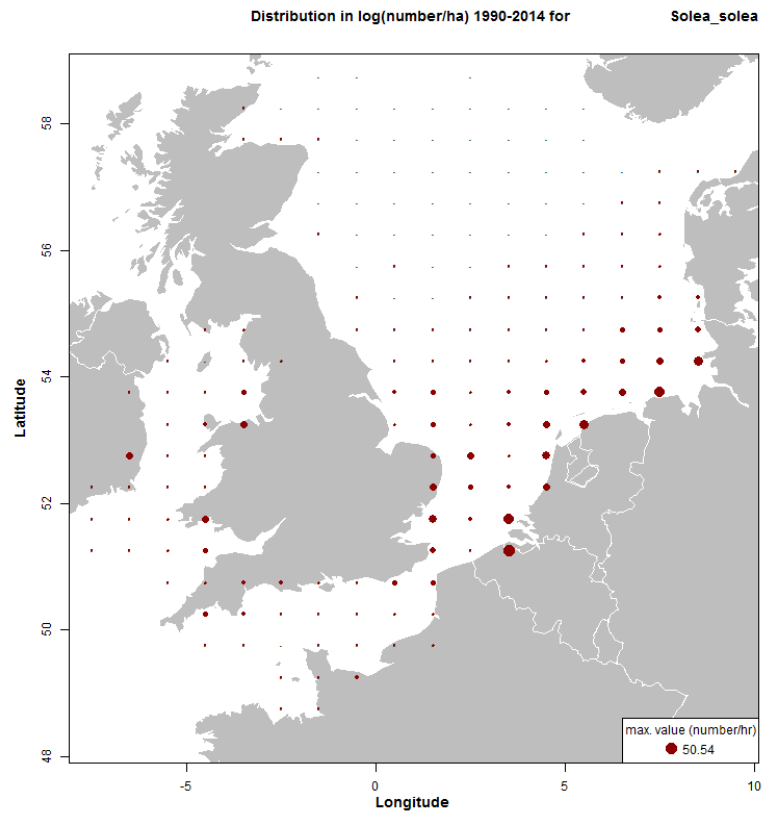 Distribution in log(number/ha) 1990-2014 for Solea_solea
58
56
54
52
50
48
Latitude
max. value (number/hr)
50.54
-5 0 5 10
Longitude